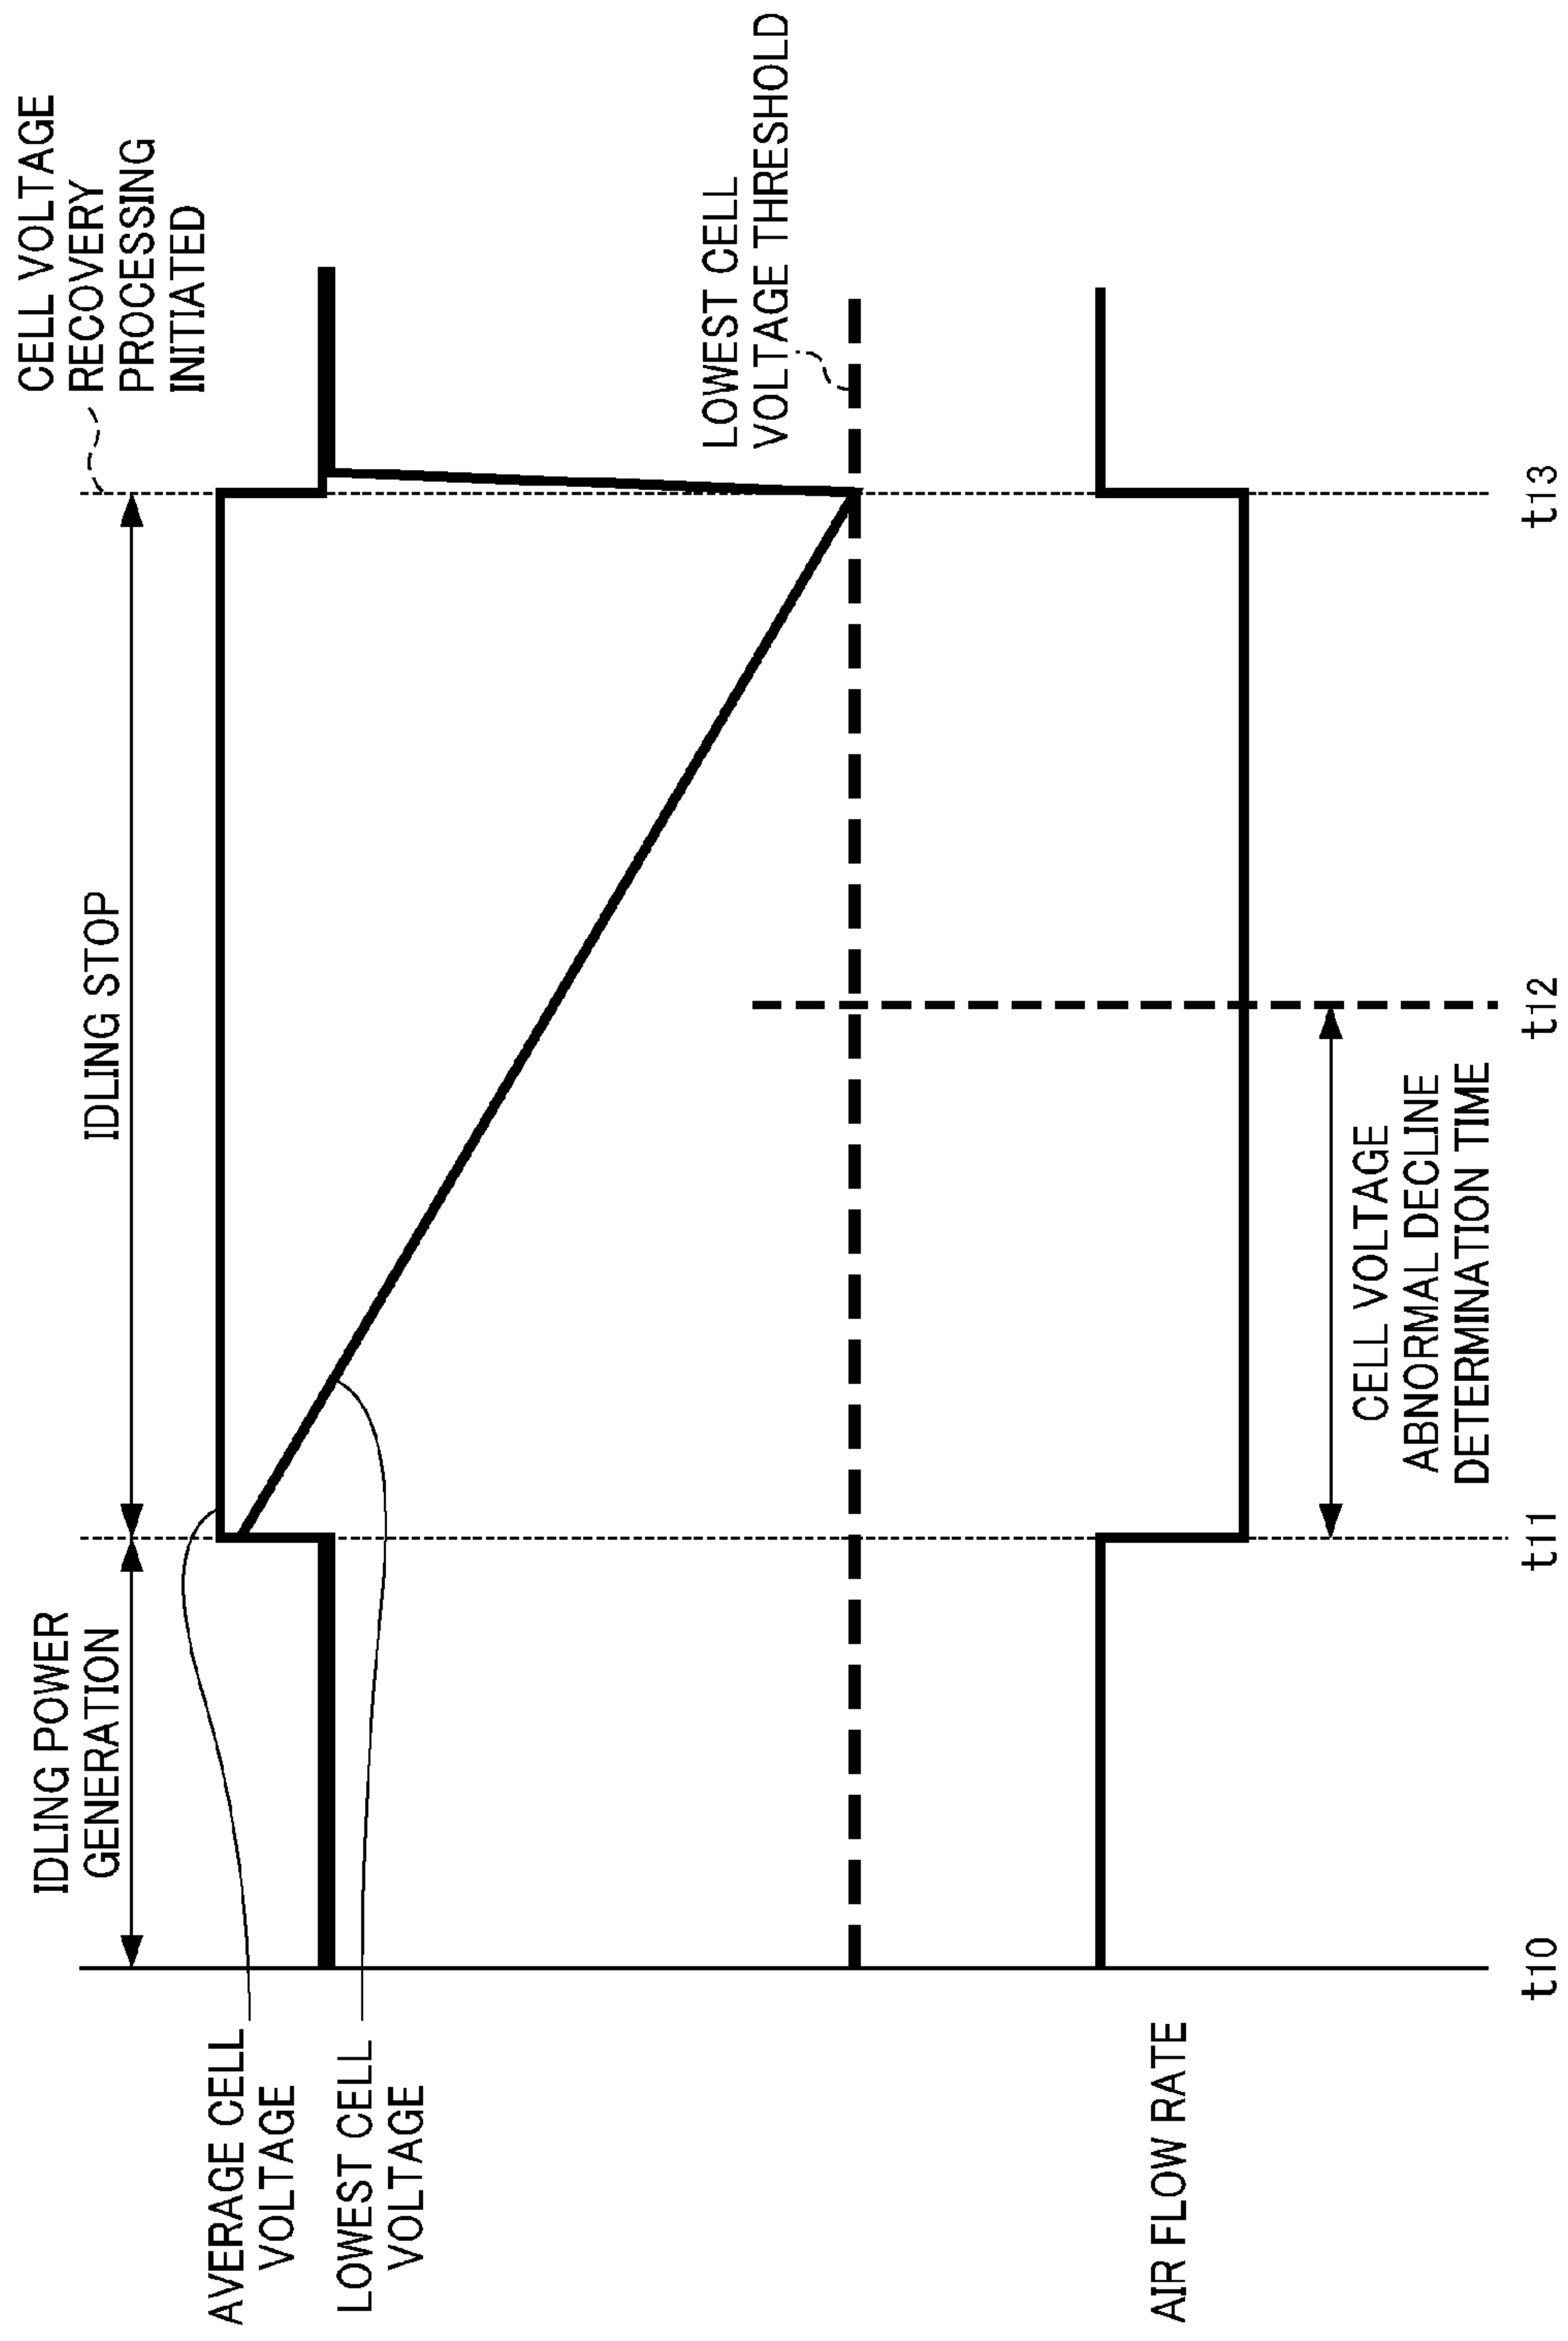 IDLING POWER
GENERATION
IDLING STOP
CELL VOLTAGE
RECOVERY
PROCESSING
INITIATED
AVERAGE CELL
VOLTAGE
LOWEST CELL
VOLTAGE
LOWEST CELL
VOLTAGE THRESHOLD
AIR FLOW RATE
CELL VOLTAGE
ABNORMAL DECLINE
DETERMINATION TIME
t10
t11
t12
t13